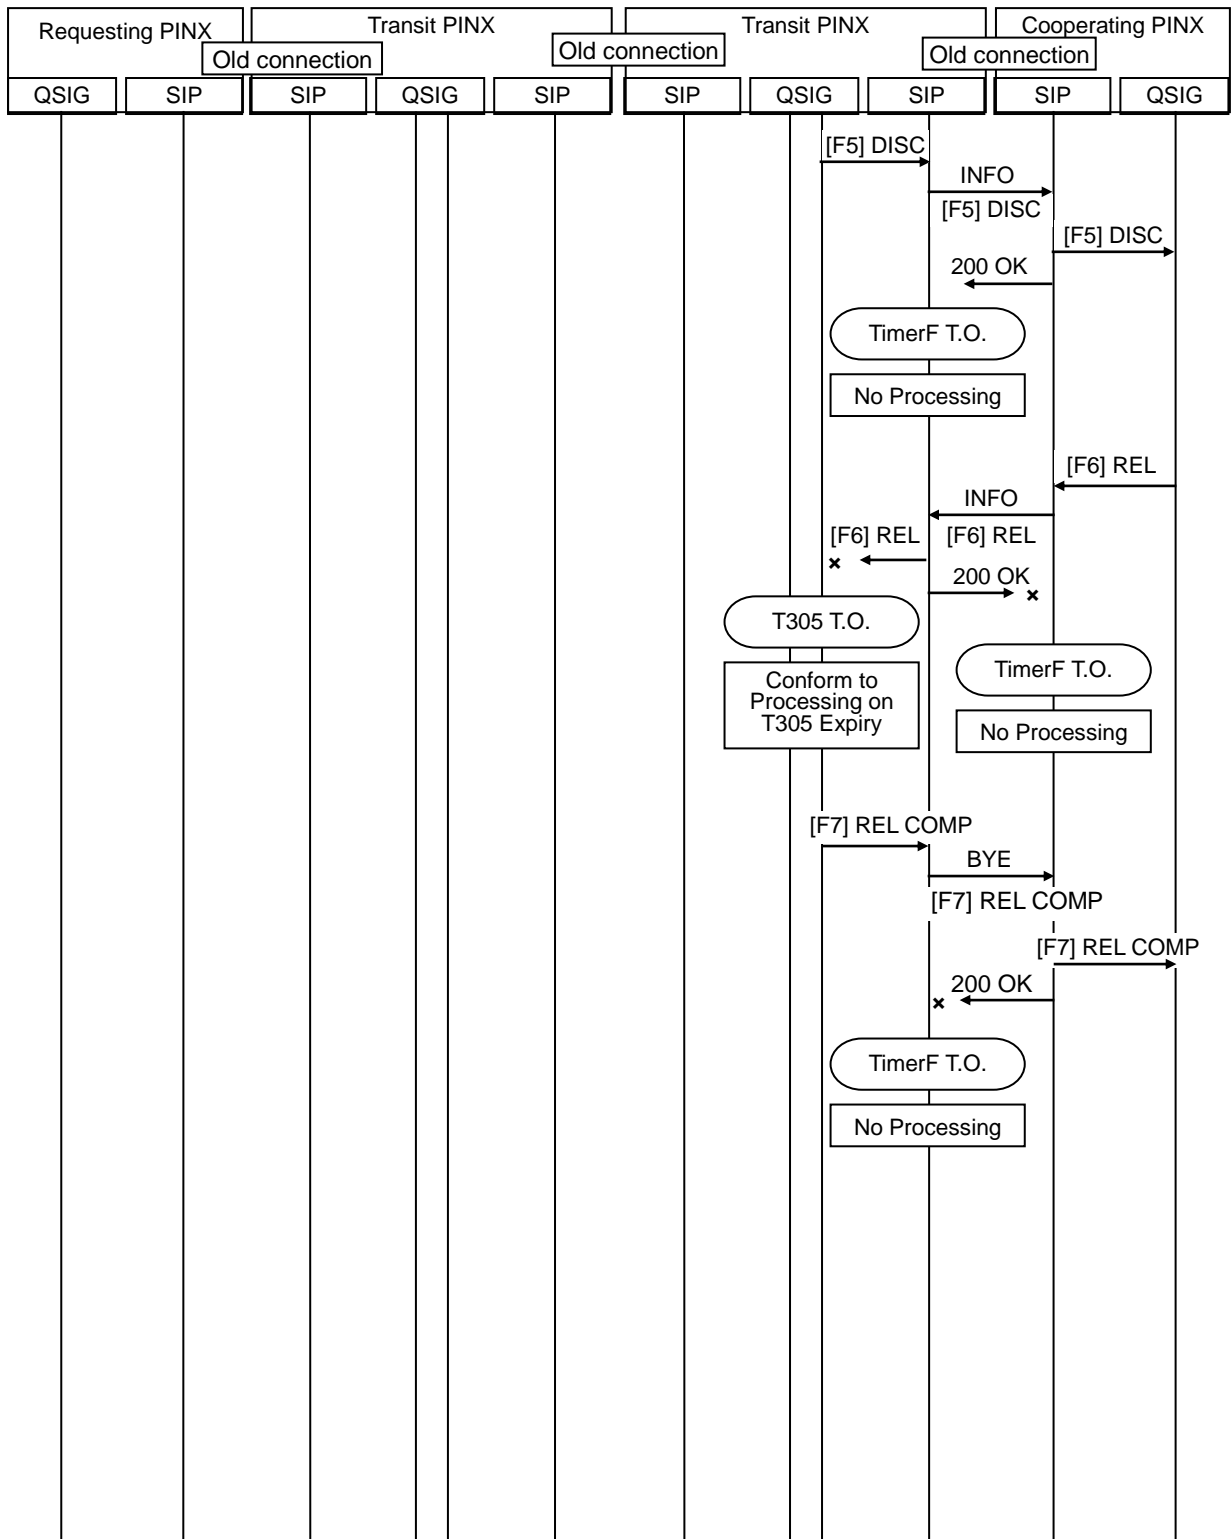 Requesting PINX
Transit PINX
Transit PINX
Cooperating PINX
Old connection
Old connection
Old connection
QSIG
SIP
SIP
QSIG
SIP
SIP
QSIG
SIP
SIP
QSIG
[F5] DISC
INFO
[F5] DISC
[F5] DISC
200 OK
TimerF T.O.
No Processing
[F6] REL
INFO
[F6] REL
[F6] REL
200 OK
T305 T.O.
TimerF T.O.
Conform to
Processing on
T305 Expiry
No Processing
[F7] REL COMP
BYE
[F7] REL COMP
[F7] REL COMP
200 OK
TimerF T.O.
No Processing